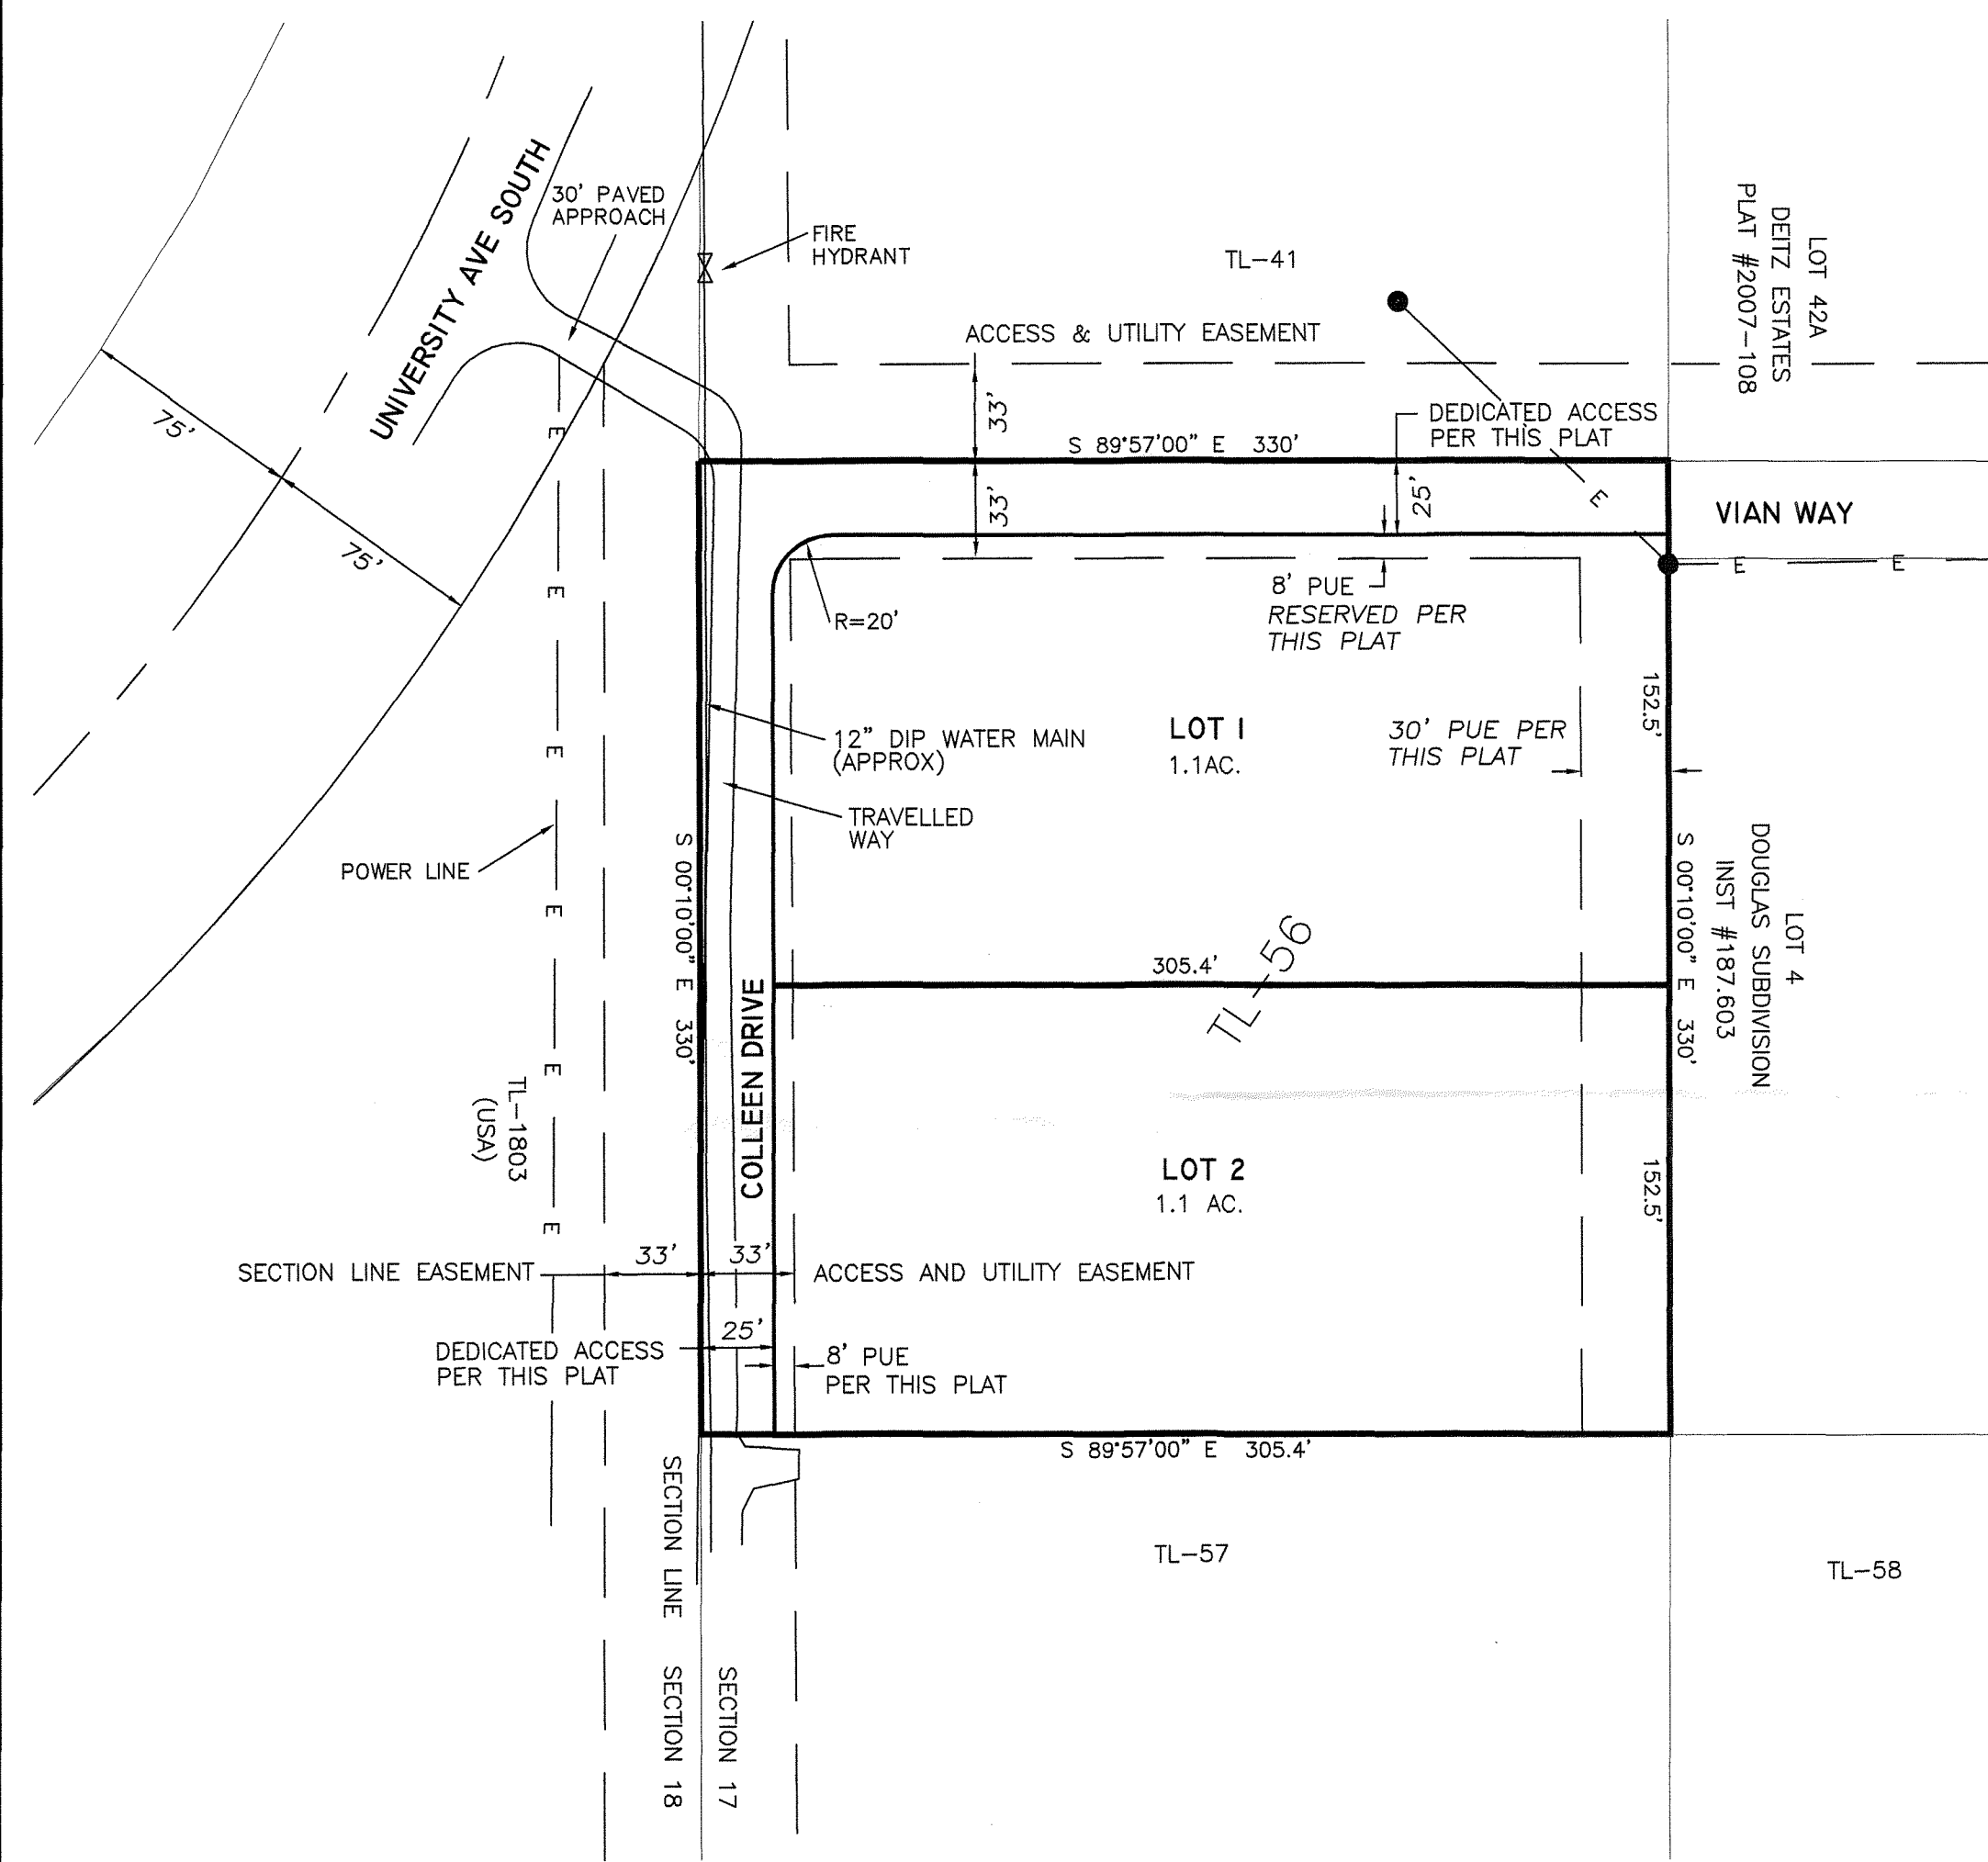 UNIVERSITY AVE SOUTH
30' PAVED
APPROACH
FIRE
HYDRANT
TL-41
LOT 42A
DEITZ ESTATES
PLAT #2007-108
ACCESS & UTILITY EASEMENT
75'
75'
33'
33'
S 89°57'00" E 330'
DEDICATED ACCESS
PER THIS PLAT
25'
E
VIAN WAY
E
E
8' PUE
RESERVED PER
THIS PLAT
R=20'
E
E
E
E
E
E
E
152.5'
12" DIP WATER MAIN
(APPROX)
LOT 1
1.1AC.
30' PUE PER
THIS PLAT
TRAVELLED
WAY
POWER LINE
S 00°10'00" E 330'
S 00°10'00" E 330'
LOT 4
DOUGLAS SUBDIVISION
INST #187.603
TL-56
305.4'
COLLEEN DRIVE
TL-1803
(USA)
LOT 2
1.1 AC.
152.5'
33'
33'
SECTION LINE EASEMENT
ACCESS AND UTILITY EASEMENT
25'
DEDICATED ACCESS
PER THIS PLAT
8' PUE
PER THIS PLAT
S 89°57'00" E 305.4'
SECTION LINE
TL-57
TL-58
SECTION 18
SECTION 17